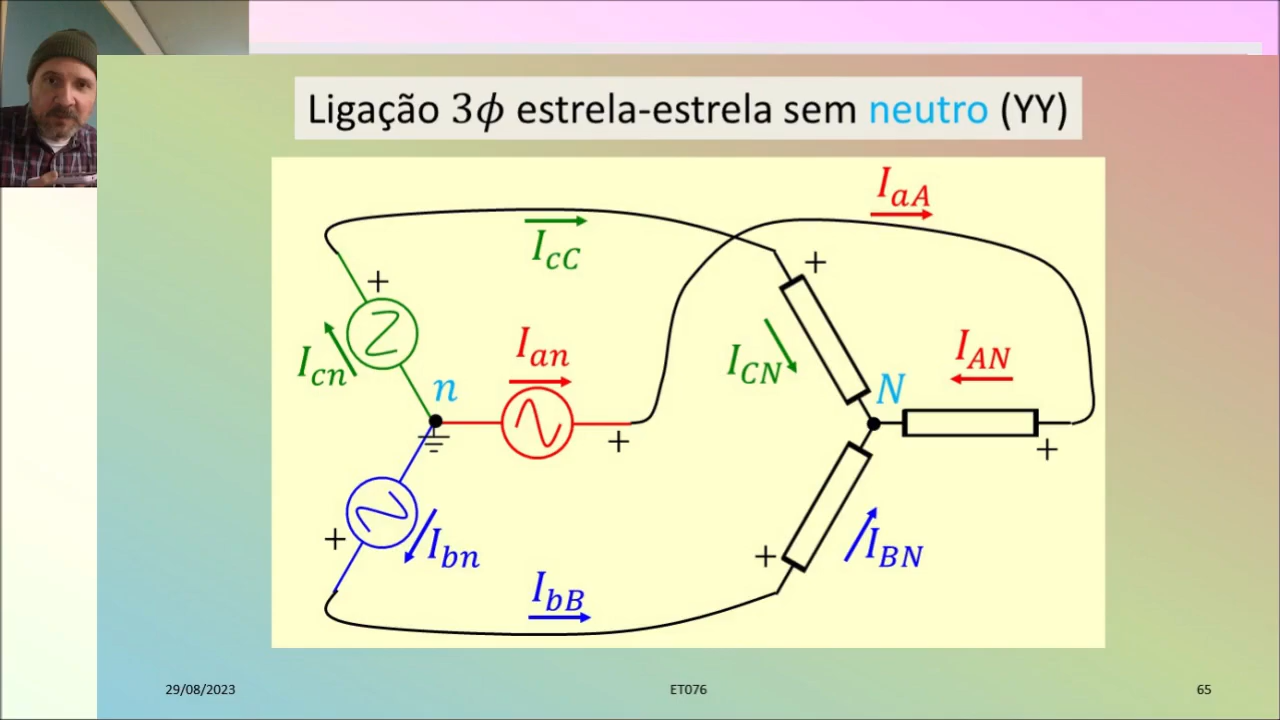 Ligação 3ϕ estrela-estrela sem neutro (YY)
I_aA
I_cC
+
+
I_cn
I_an
I_CN
I_AN
n
N
+
+
+
I_bn
+
I_BN
I_bB
29/08/2023
ET076
65